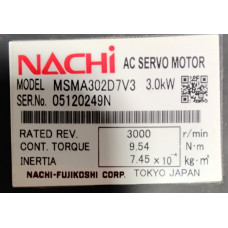 NACHi AC SERVO MOTOR
MODEL MSMA302D7V3 3.0kW
SER.No. 05120249N
RATED REV. 3000 r/min
CONT. TORQUE 9.54 N·m
INERTIA 7.45 x10⁻⁴ kg·m²
NACHI-FUJIKOSHI CORP. TOKYO JAPAN